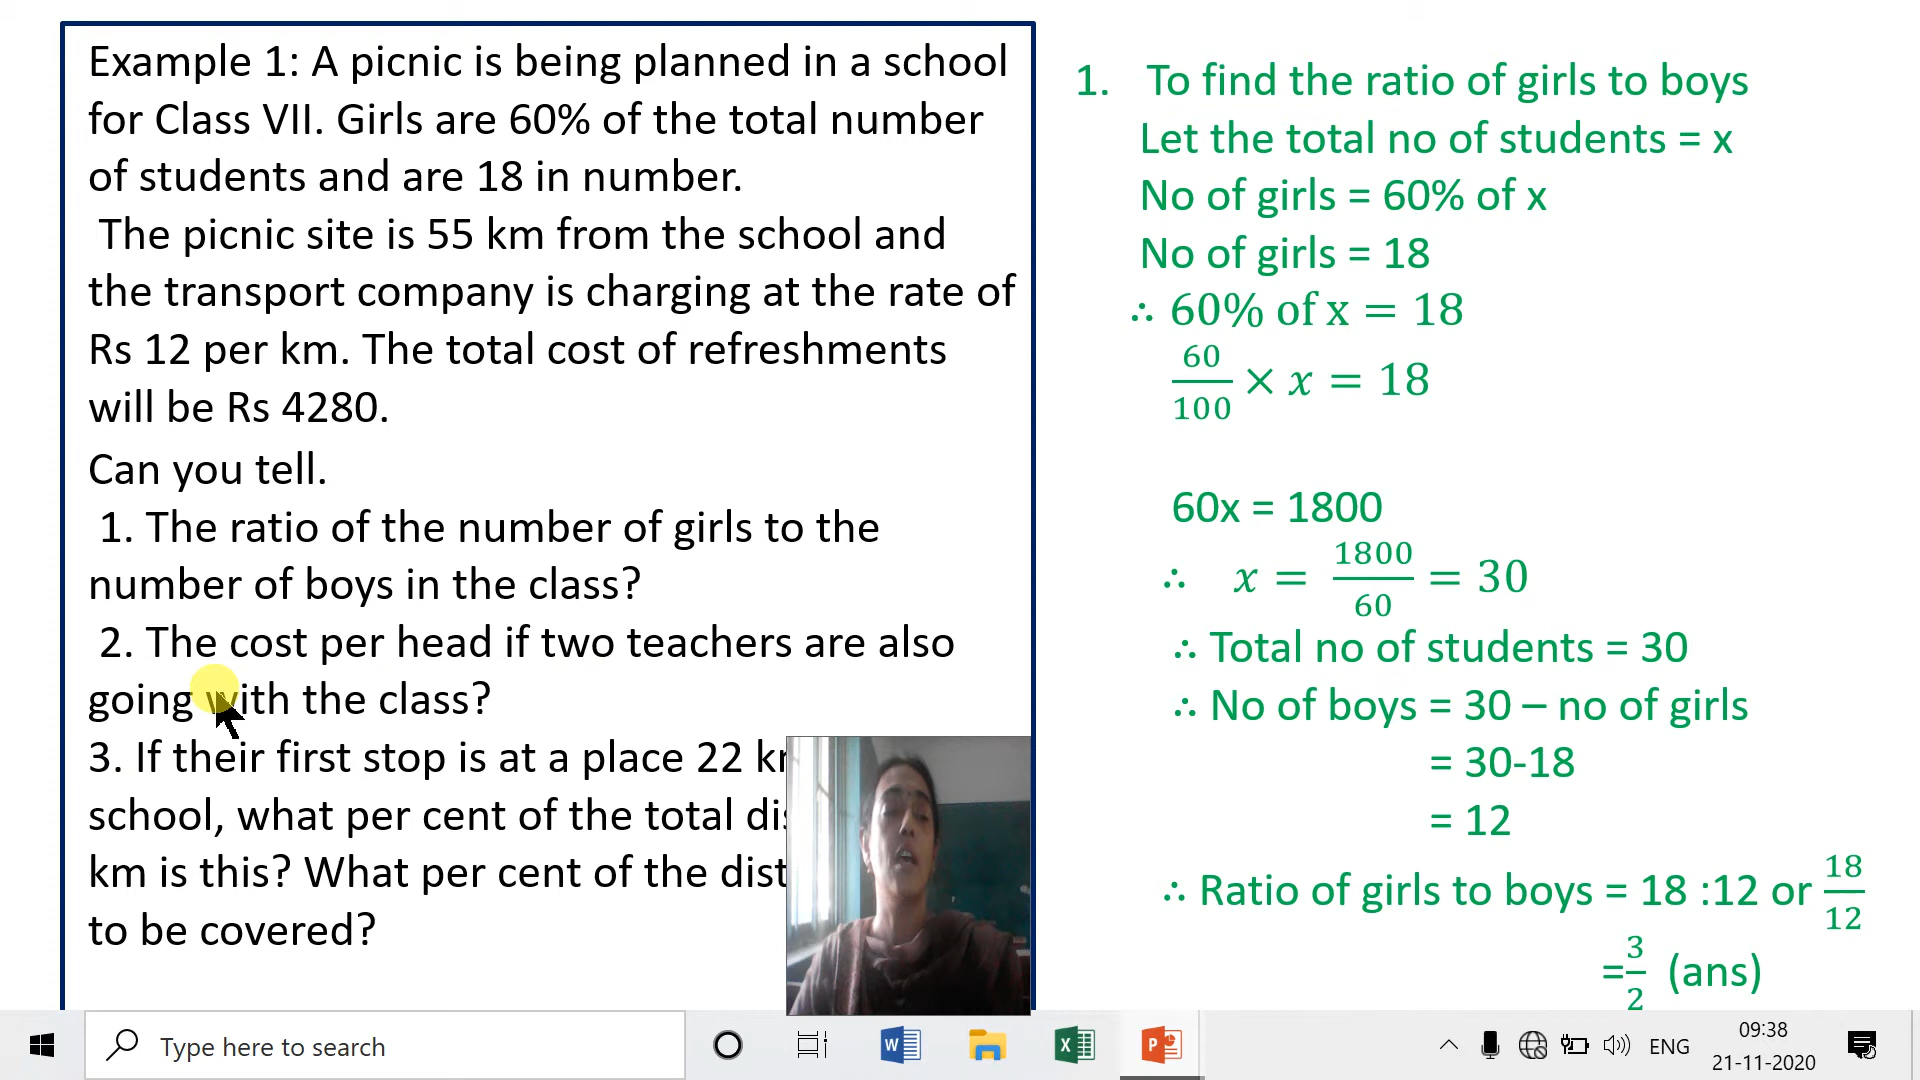 Example 1: A picnic is being planned in a school
for Class VII. Girls are 60% of the total number
of students and are 18 in number.
The picnic site is 55 km from the school and
the transport company is charging at the rate of
Rs 12 per km. The total cost of refreshments
will be Rs 4280.
Can you tell.
1. The ratio of the number of girls to the
number of boys in the class?
2. The cost per head if two teachers are also
going with the class?
3. If their first stop is at a place 22
school, what per cent of the total
km is this? What per cent of the
to be covered?
1. To find the ratio of girls to boys
Let the total no of students = x
No of girls = 60% of x
No of girls = 18
∴ 60% of x = 18
60/100 × x = 18
60x = 1800
∴ x = 1800/60 = 30
∴ Total no of students = 30
∴ No of boys = 30 – no of girls
= 30-18
= 12
∴ Ratio of girls to boys = 18 :12 or 18/12
=3/2 (ans)
Type here to search
ENG
09:38
21-11-2020